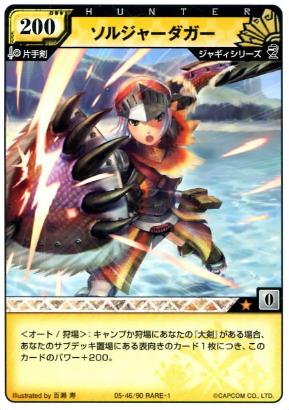 HUNTER
200
ソルジャーダガー
片手剣
ジャギィシリーズ
0
＜オート / 狩場＞: キャンプか狩場にあなたの『大剣』がある場合、
あなたのサブデッキ置場にある表向きのカード1枚につき、この
カードのパワー+200。
Illustrated by 百瀬 寿
05-46/90 RARE-1
©CAPCOM CO., LTD.